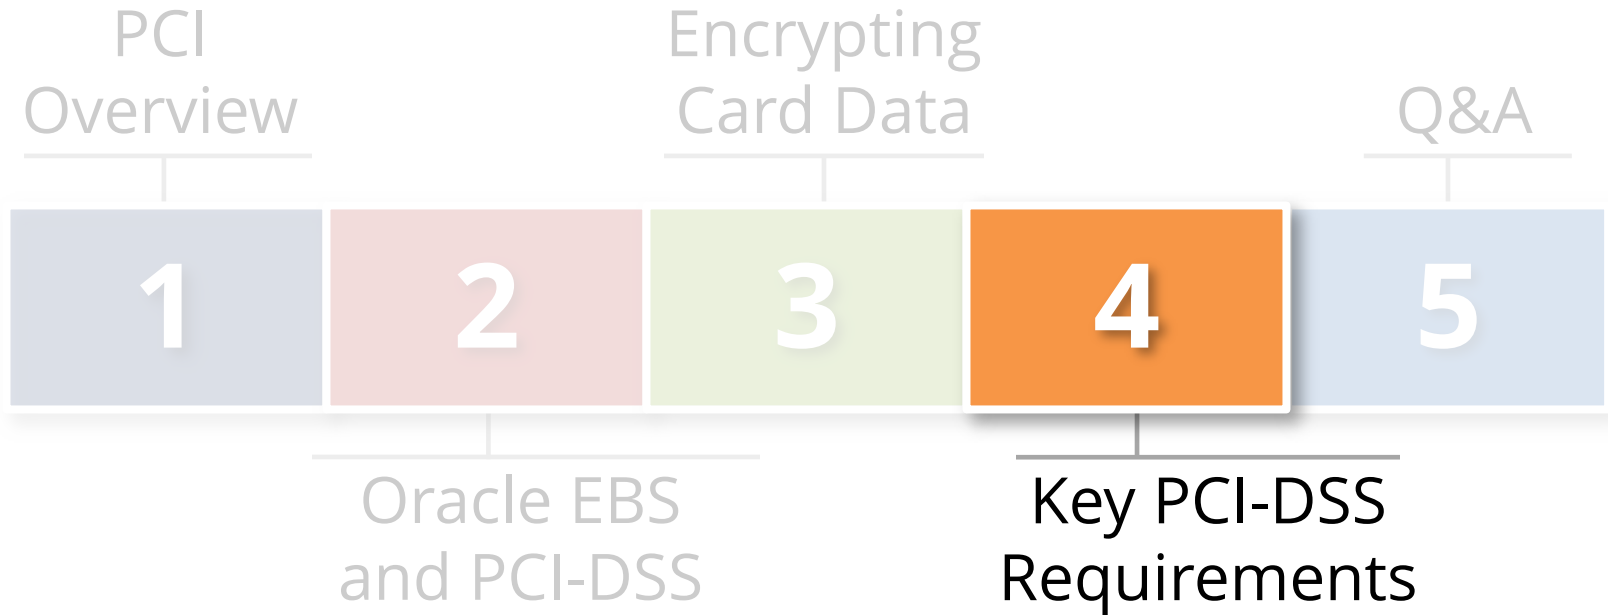 PCI
Overview
Encrypting
Card Data
Q&A
1
2
3
4
5
Oracle EBS
and PCI-DSS
Key PCI-DSS
Requirements